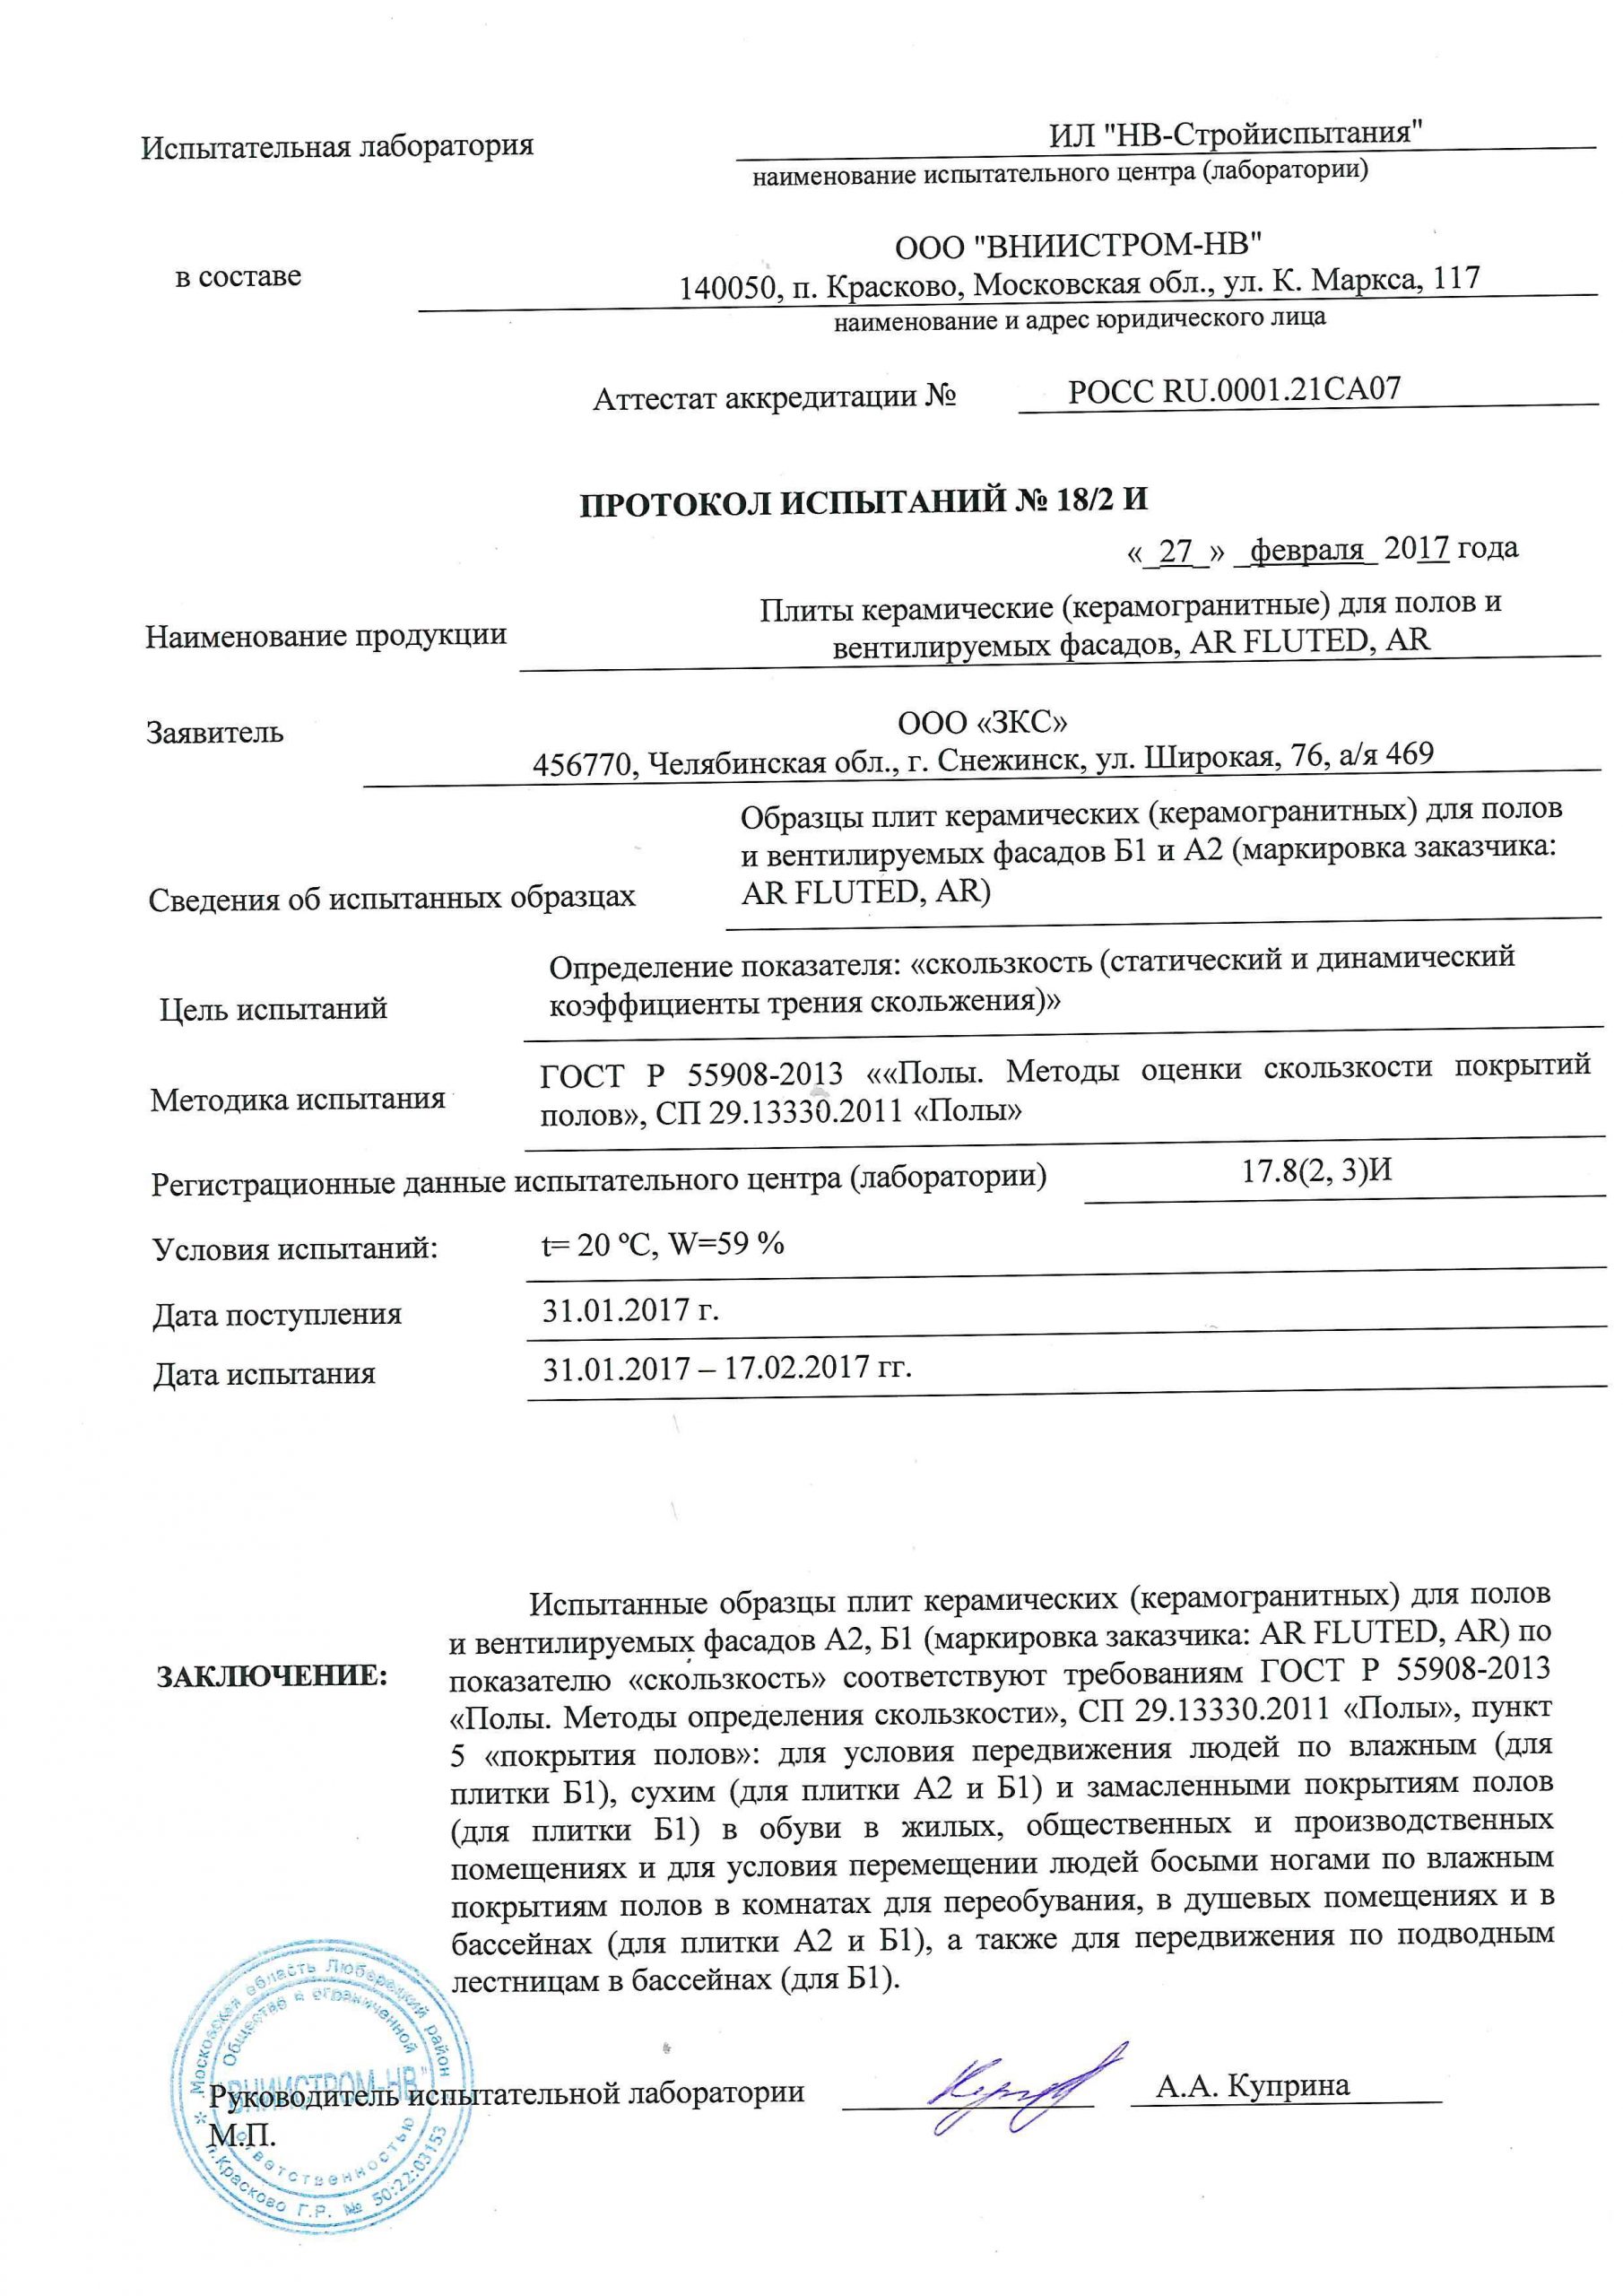 Испытательная лаборатория
ИЛ "НВ-Стройиспытания"
наименование испытательного центра (лаборатории)
ООО "ВНИИСТРОМ-НВ"
в составе
140050, п. Красково, Московская обл., ул. К. Маркса, 117
наименование и адрес юридического лица
Аттестат аккредитации № РОСС RU.0001.21СА07
ПРОТОКОЛ ИСПЫТАНИЙ № 18/2 И
«_27_» _февраля_ 2017 года
Наименование продукции
Плиты керамические (керамогранитные) для полов и
вентилируемых фасадов, AR FLUTED, AR
Заявитель
ООО «ЗКС»
456770, Челябинская обл., г. Снежинск, ул. Широкая, 76, а/я 469
Сведения об испытанных образцах
Образцы плит керамических (керамогранитных) для полов
и вентилируемых фасадов Б1 и А2 (маркировка заказчика:
AR FLUTED, AR)
Цель испытаний
Определение показателя: «скользкость (статический и динамический
коэффициенты трения скольжения)»
Методика испытания
ГОСТ Р 55908-2013 ««Полы. Методы оценки скользкости покрытий
полов», СП 29.13330.2011 «Полы»
Регистрационные данные испытательного центра (лаборатории) 17.8(2, 3)И
Условия испытаний: t= 20 ºС, W=59 %
Дата поступления 31.01.2017 г.
Дата испытания 31.01.2017 – 17.02.2017 гг.
ЗАКЛЮЧЕНИЕ:
Испытанные образцы плит керамических (керамогранитных) для полов
и вентилируемых фасадов А2, Б1 (маркировка заказчика: AR FLUTED, AR) по
показателю «скользкость» соответствуют требованиям ГОСТ Р 55908-2013
«Полы. Методы определения скользкости», СП 29.13330.2011 «Полы», пункт
5 «покрытия полов»: для условия передвижения людей по влажным (для
плитки Б1), сухим (для плитки А2 и Б1) и замасленными покрытиям полов
(для плитки Б1) в обуви в жилых, общественных и производственных
помещениях и для условия перемещении людей босыми ногами по влажным
покрытиям полов в комнатах для переобувания, в душевых помещениях и в
бассейнах (для плитки А2 и Б1), а также для передвижения по подводным
лестницам в бассейнах (для Б1).
Московская область Люберецкий район
Общество с ограниченной
"ВНИИСТРОМ-НВ"
ответственностью
п.Красково Г.Р. № 50:22:03153
Руководитель испытательной лаборатории А.А. Куприна
М.П.